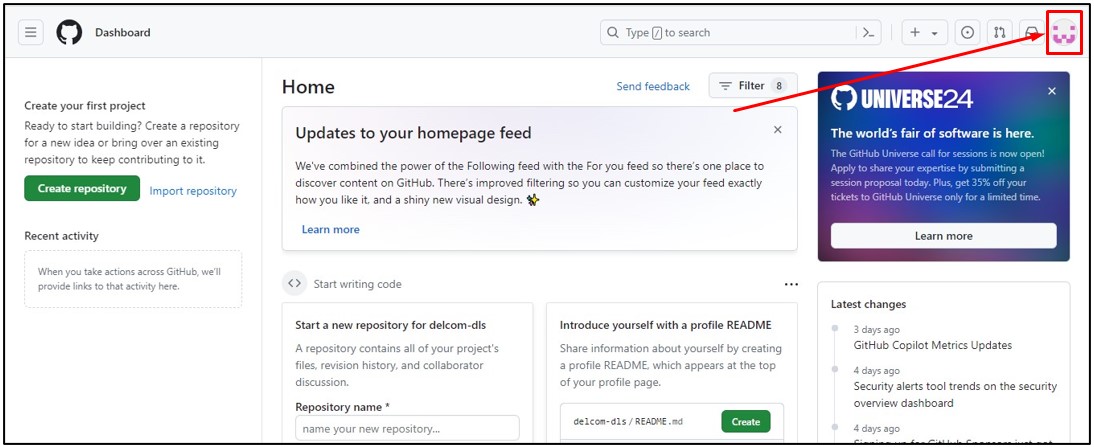 Dashboard
Type / to search
Home
Send feedback
Filter 8
Create your first project
Ready to start building? Create a repository
for a new idea or bring over an existing
repository to keep contributing to it.
Create repository
Import repository
Recent activity
When you take actions across GitHub, we'll
provide links to that activity here.
Updates to your homepage feed
We've combined the power of the Following feed with the For you feed so there's one place to
discover content on GitHub. There's improved filtering so you can customize your feed exactly
how you like it, and a shiny new visual design. ✨
Learn more
Start writing code
Start a new repository for delcom-dls
A repository contains all of your project's
files, revision history, and collaborator
discussion.
Repository name *
name your new repository...
Introduce yourself with a profile README
Share information about yourself by creating
a profile README, which appears at the top
of your profile page.
delcom-dls / README.md
Create
UNIVERSE24
The world's fair of software is here.
The GitHub Universe call for sessions is now open!
Apply to share your expertise by submitting a
session proposal today. Plus, get 35% off your
tickets to GitHub Universe only for a limited time.
Learn more
Latest changes
3 days ago
GitHub Copilot Metrics Updates
4 days ago
Security alerts tool trends on the security
overview dashboard
4 days ago
Signing up for GitHub Sponsors just got